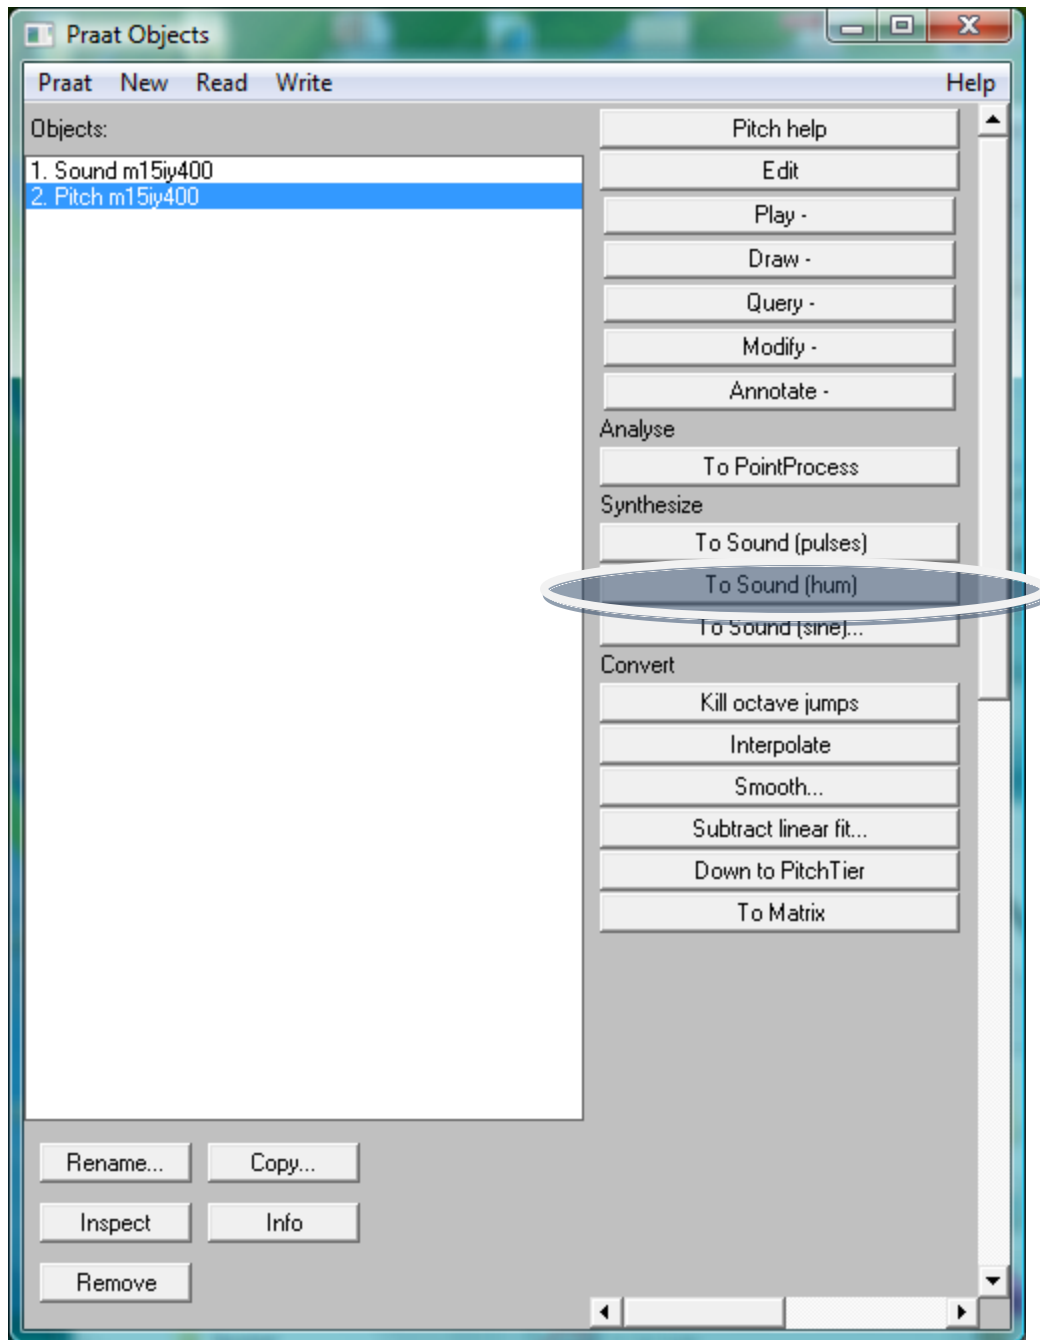 Praat Objects
Praat New Read Write Help
Objects:
1. Sound m15iy400
2. Pitch m15iy400
Pitch help
Edit
Play -
Draw -
Query -
Modify -
Annotate -
Analyse
To PointProcess
Synthesize
To Sound (pulses)
To Sound (hum)
To Sound (sine)...
Convert
Kill octave jumps
Interpolate
Smooth...
Subtract linear fit...
Down to PitchTier
To Matrix
Rename... Copy...
Inspect Info
Remove